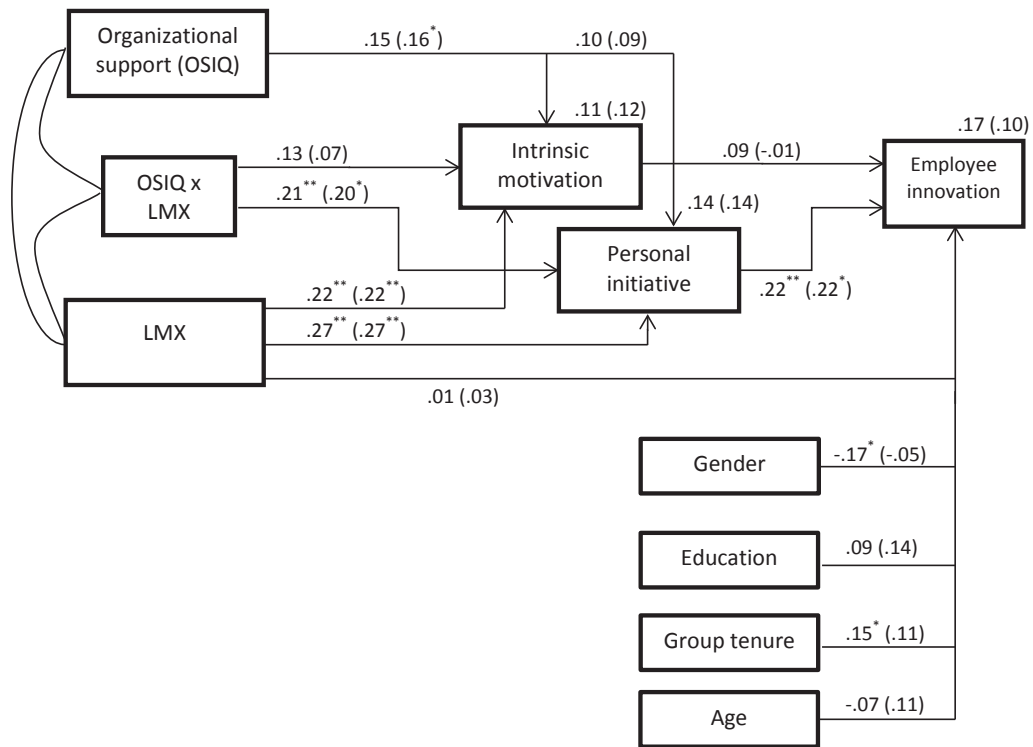 Organizational
support (OSIQ)
.15 (.16*)
.10 (.09)
.11 (.12)
.17 (.10)
Intrinsic
motivation
.13 (.07)
.09 (-.01)
Employee
innovation
OSIQ x
LMX
.21** (.20*)
.14 (.14)
Personal
initiative
.22** (.22*)
.22** (.22**)
LMX
.27** (.27**)
.01 (.03)
Gender
-.17* (-.05)
Education
.09 (.14)
Group tenure
.15* (.11)
Age
-.07 (.11)